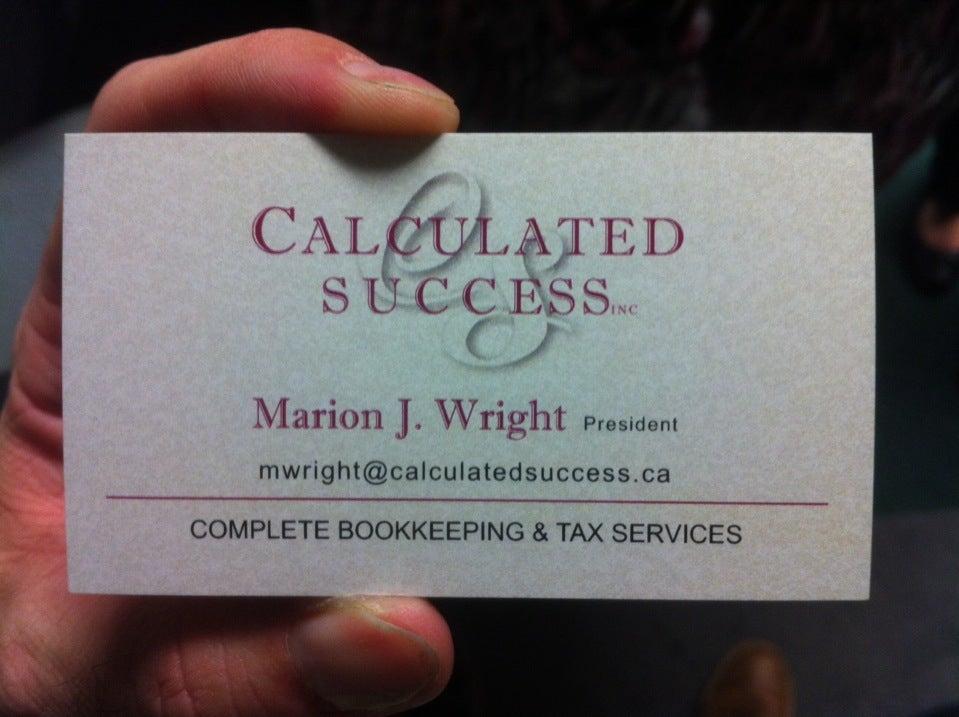 CALCULATED
SUCCESS INC
Marion J. Wright President
mwright@calculatedsuccess.ca
COMPLETE BOOKKEEPING & TAX SERVICES